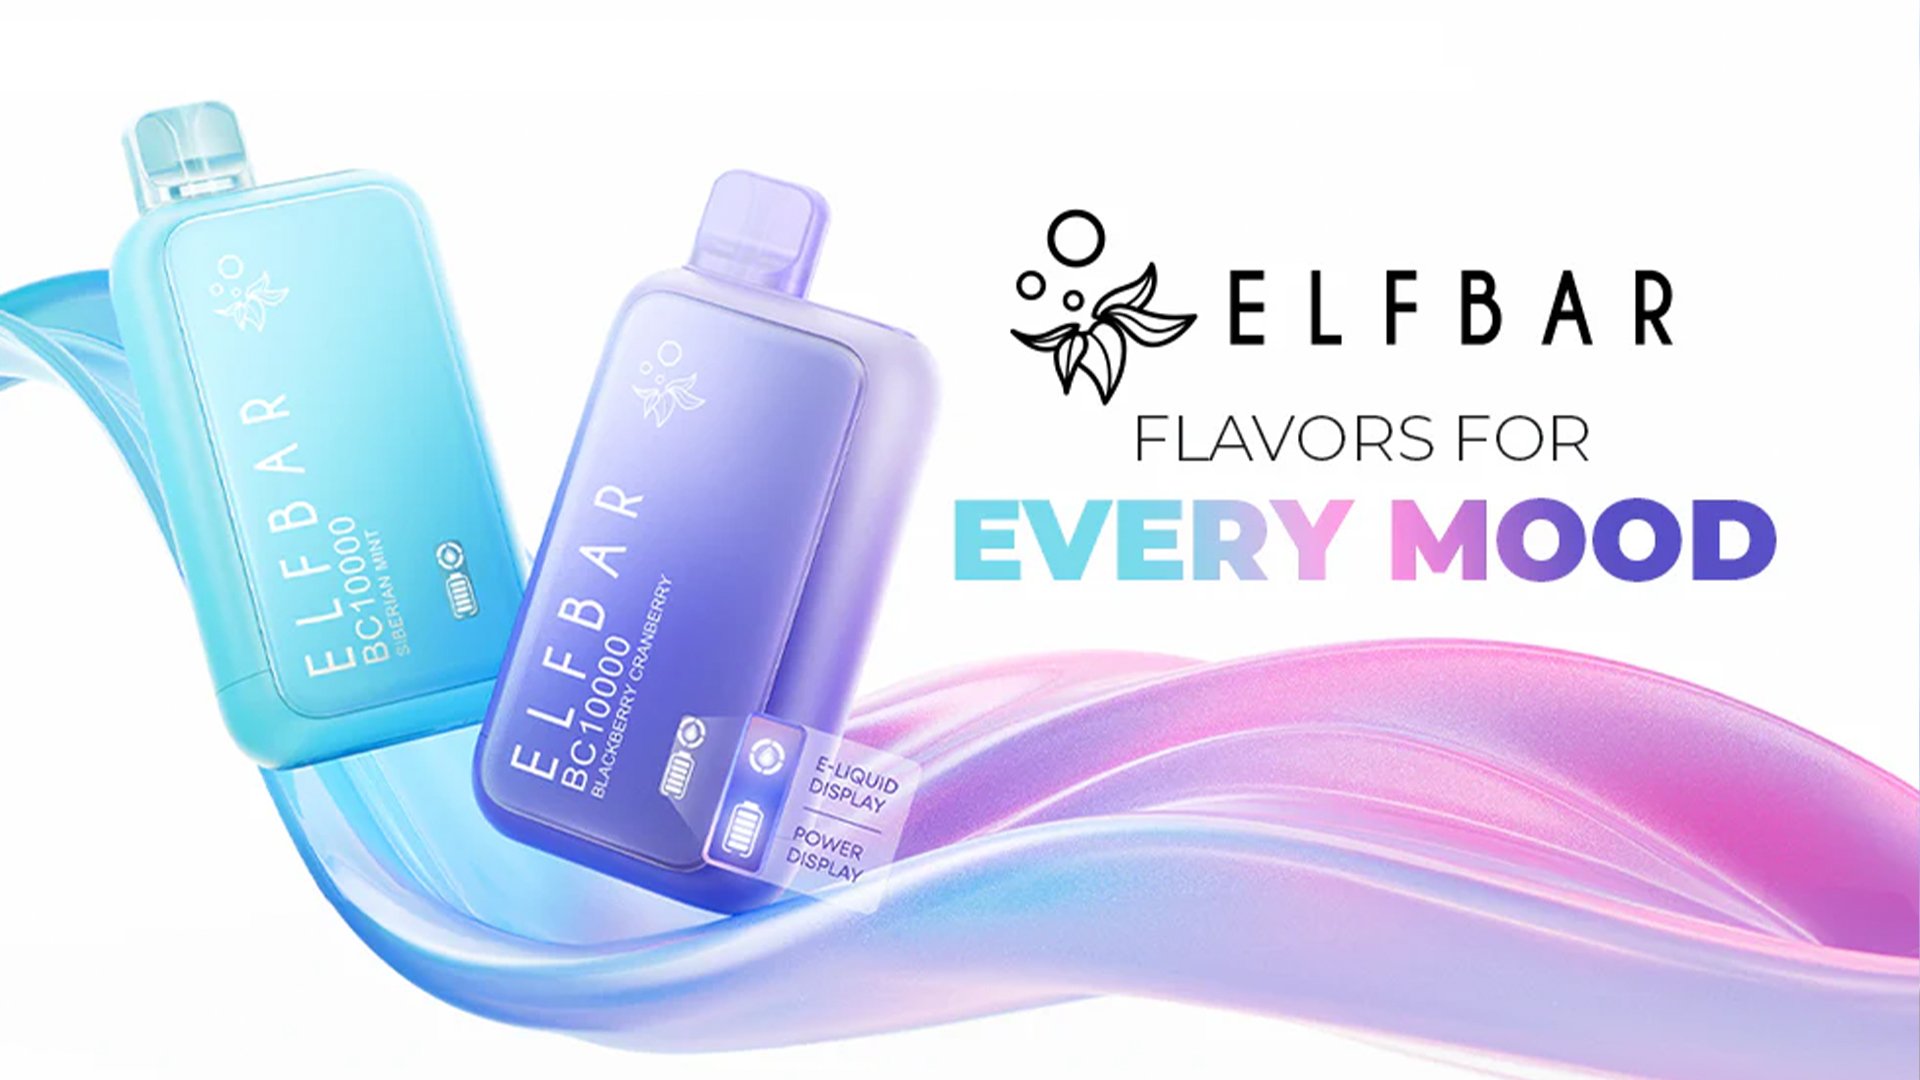 ELFBAR
BC10000
SIBERIAN MINT
ELFBAR
BC10000
BLACKBERRY CRANBERRY
E-LIQUID
DISPLAY
POWER
DISPLAY
ELFBAR
FLAVORS FOR
EVERY MOOD